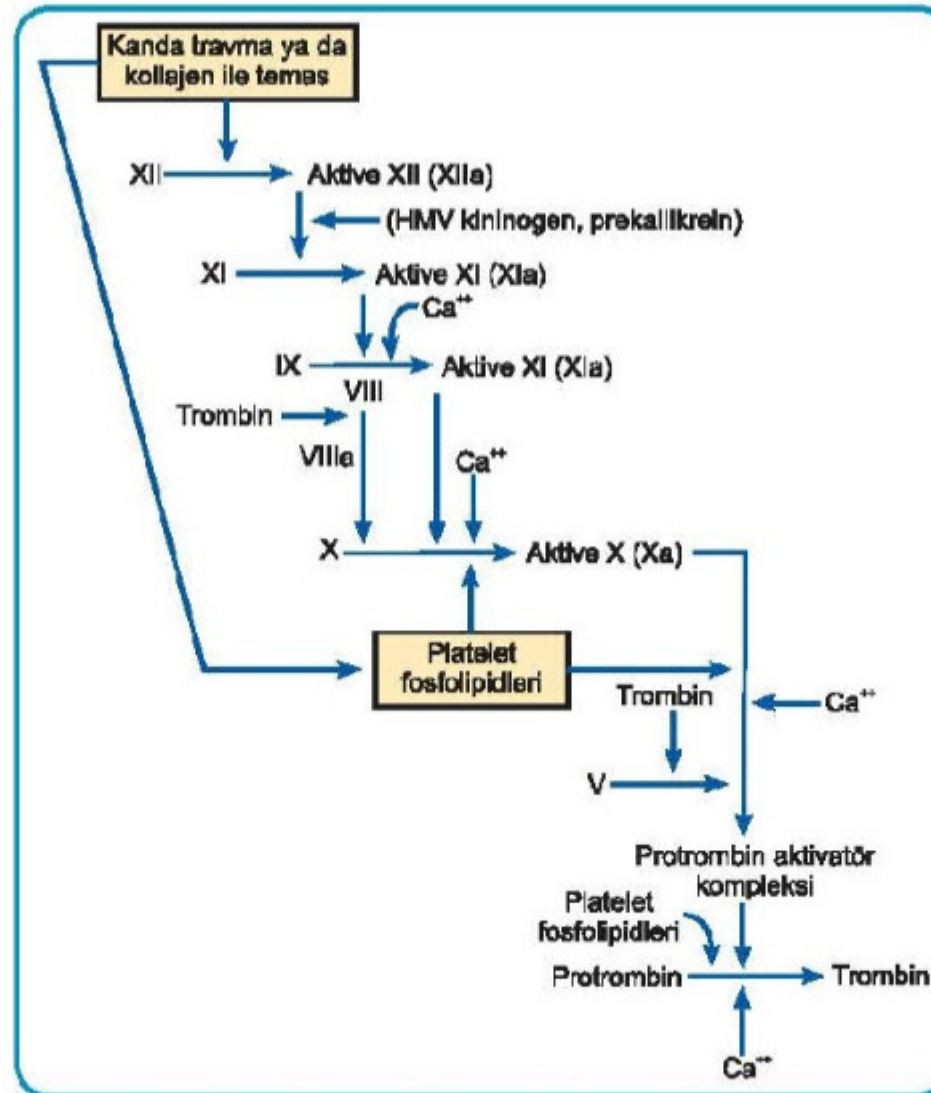 Kanda travma ya da
kollajen ile temas
XII
Aktive XII (XIIa)
(HMV kininogen, prekallikrein)
XI
Aktive XI (XIa)
Ca++
IX
Aktive XI (XIa)
VIII
Trombin
VIIIa
Ca++
X
Aktive X (Xa)
Platelet
fosfolipidleri
Trombin
Ca++
V
Protrombin aktivatör
kompleksi
Platelet
fosfolipidleri
Protrombin
Trombin
Ca++